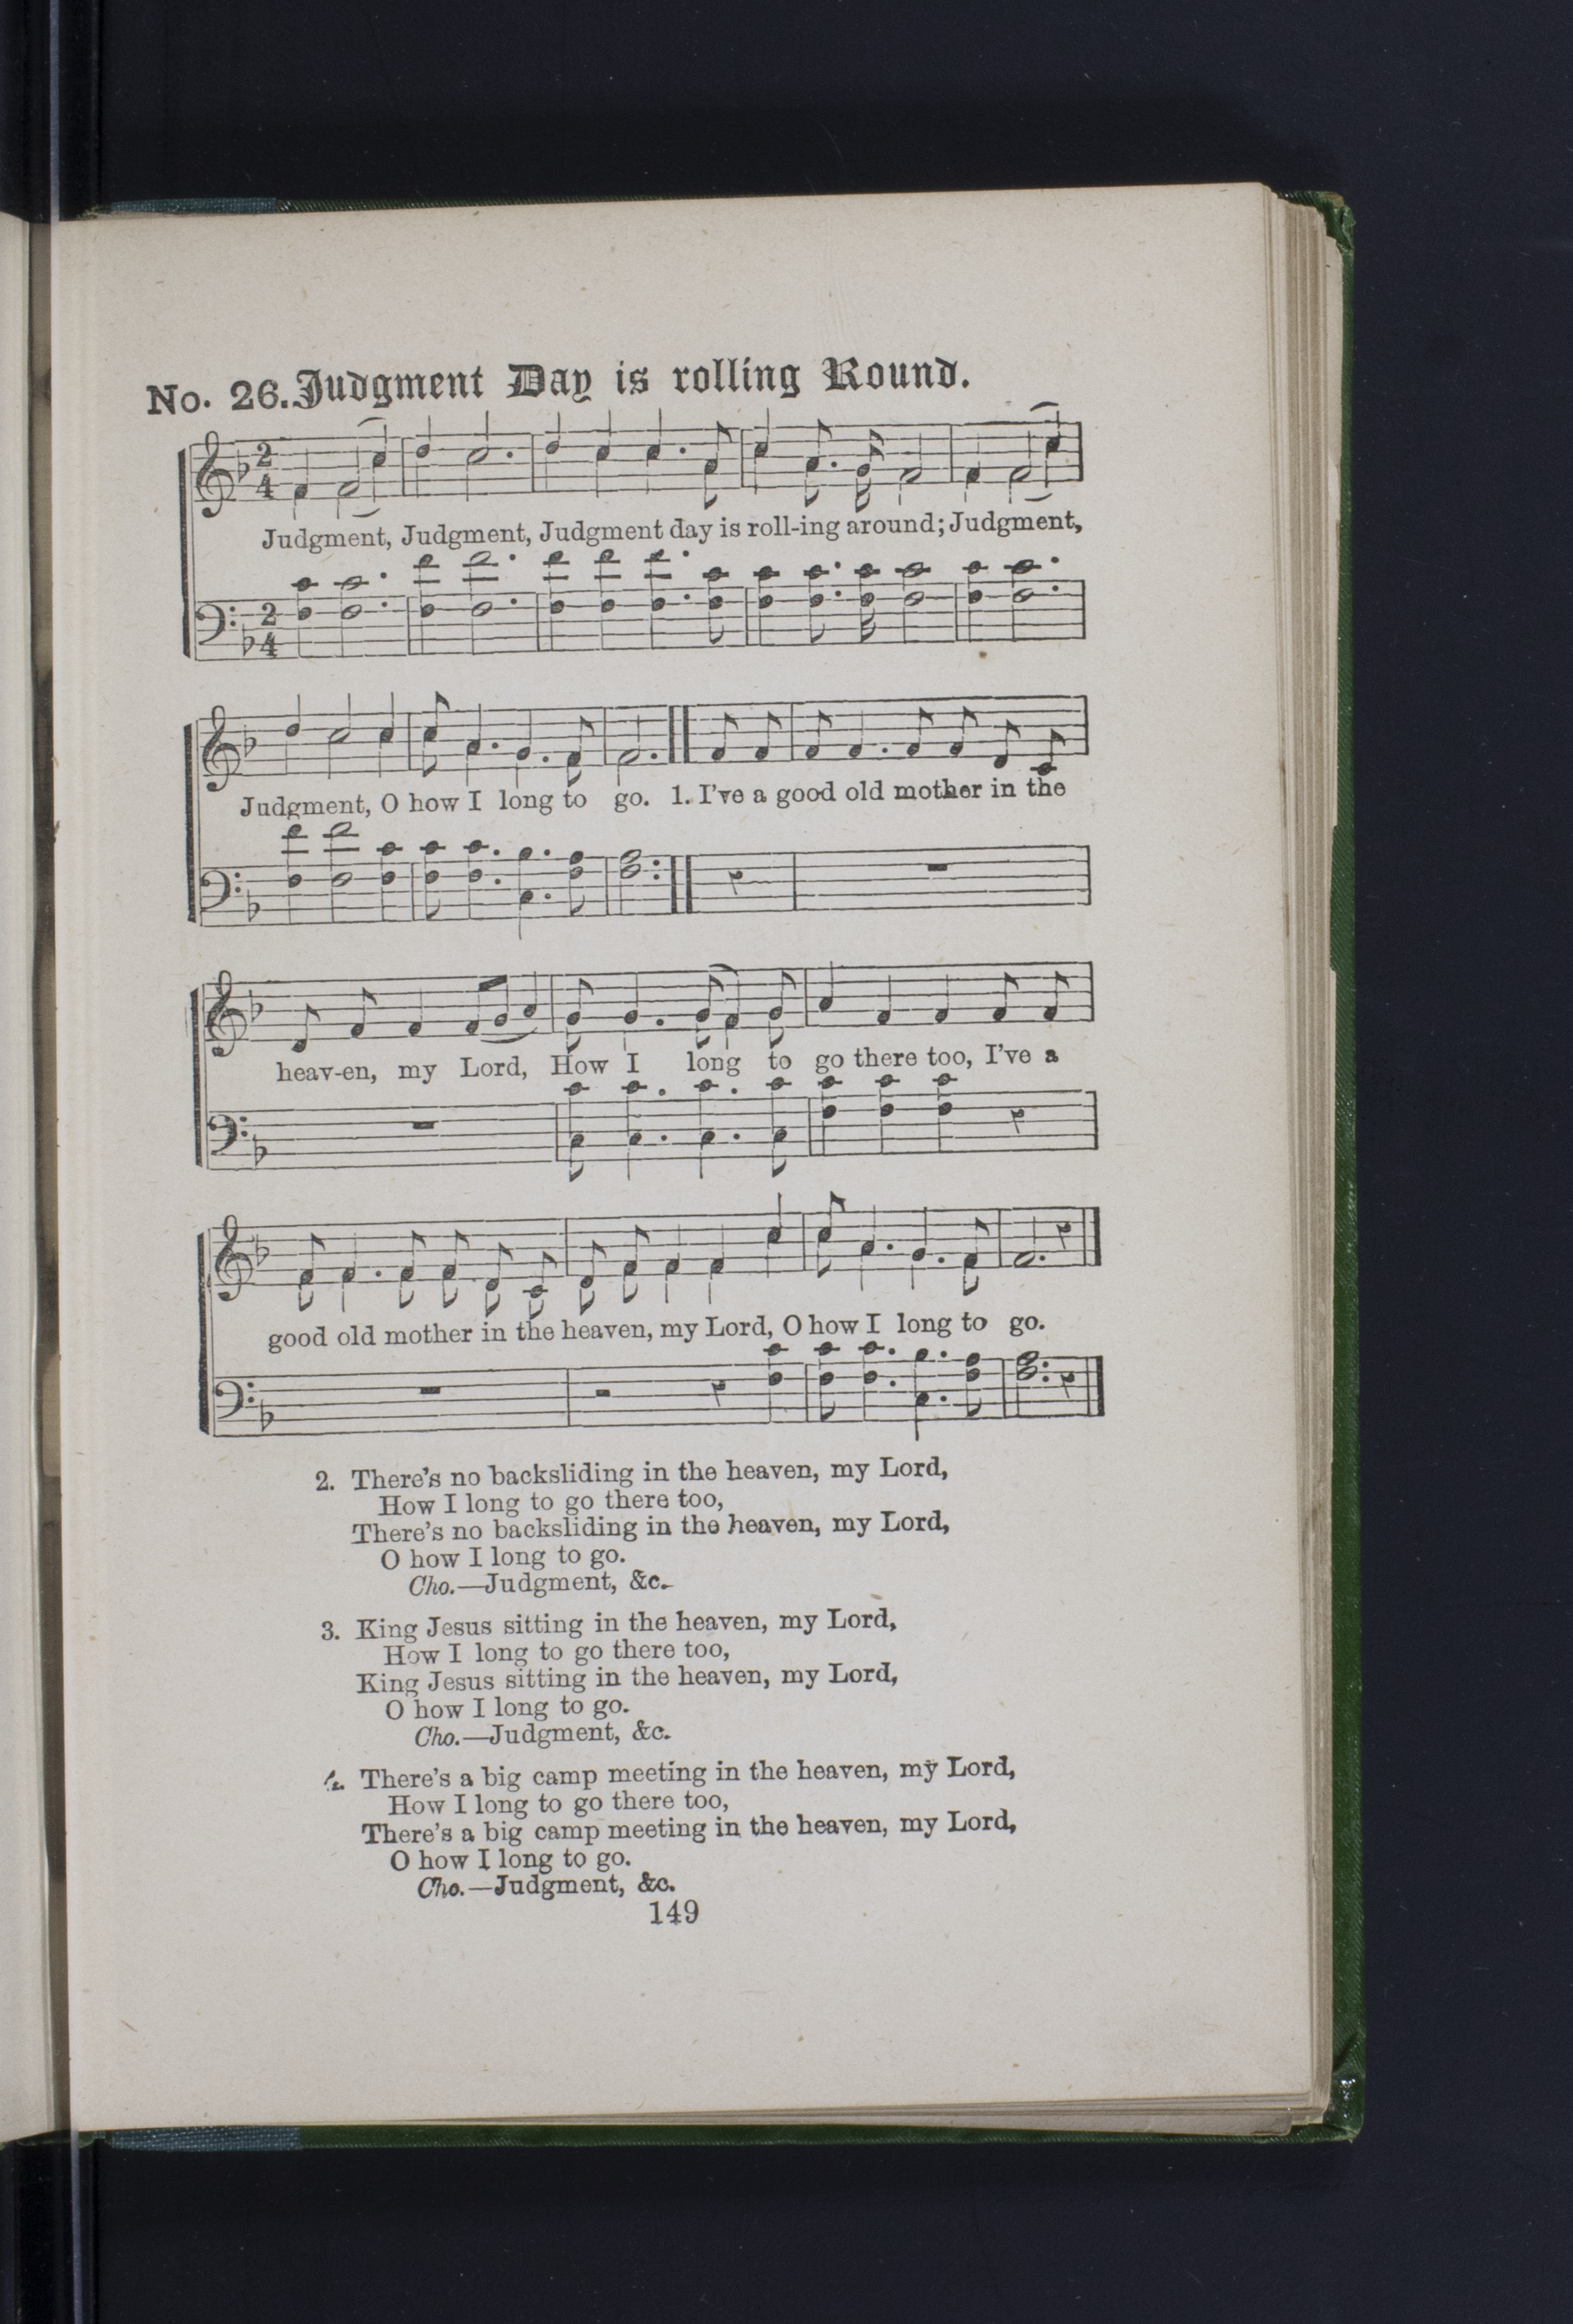 No. 26. Judgment Day is rolling Round.
2 4
Judgment, Judgment, Judgment day is roll-ing around; Judgment,
2 4
Judgment, O how I long to go. 1. I've a good old mother in the
heav-en, my Lord, How I long to go there too, I've a
good old mother in the heaven, my Lord, O how I long to go.
2. There's no backsliding in the heaven, my Lord,
How I long to go there too,
There's no backsliding in the heaven, my Lord,
O how I long to go.
Cho.—Judgment, &c.
3. King Jesus sitting in the heaven, my Lord,
How I long to go there too,
King Jesus sitting in the heaven, my Lord,
O how I long to go.
Cho.—Judgment, &c.
4. There's a big camp meeting in the heaven, my Lord,
How I long to go there too,
There's a big camp meeting in the heaven, my Lord,
O how I long to go.
Cho.—Judgment, &c.
149